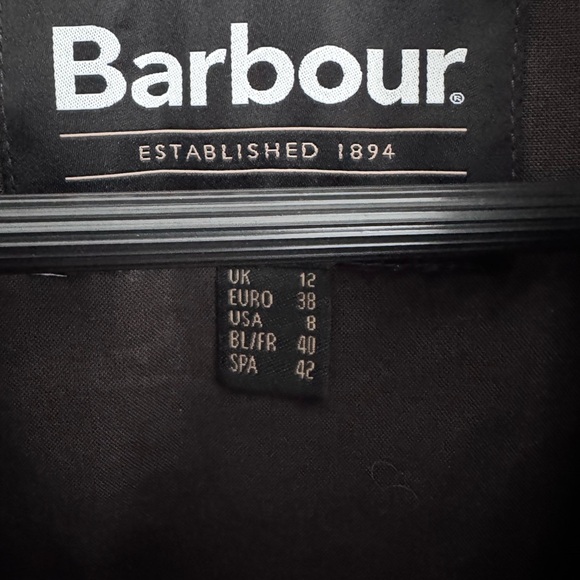 Barbour®
ESTABLISHED 1894
UK 12
EURO 38
USA 8
BL/FR 40
SPA 42